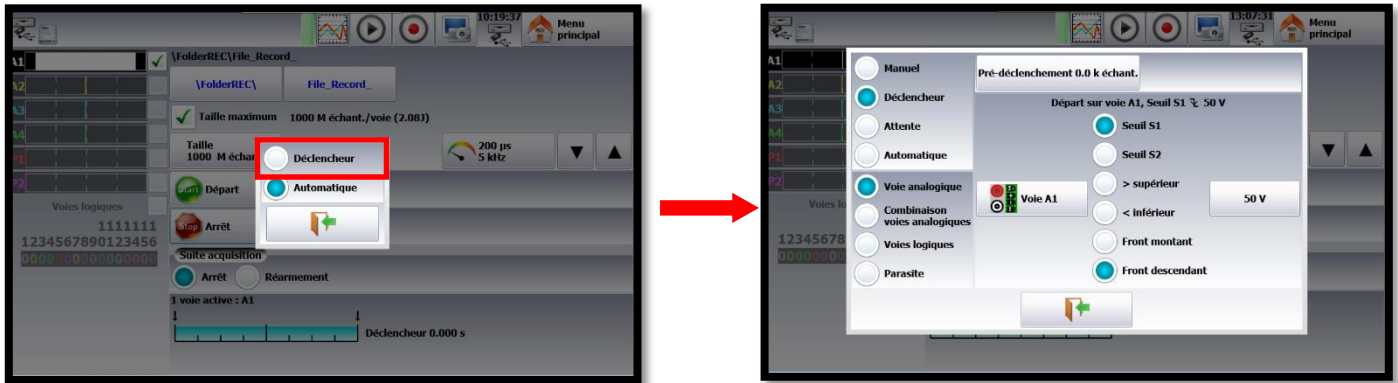 10:19:37
Menu
principal
A1
\FolderREC\File_Record_
A2
\FolderREC\
File_Record_
A3
Taille maximum 1000 M échant./voie (2.08J)
A4
Taille
1000 M échan
Déclencheur
200 µs
5 kHz
P1
P2
Start Départ
Automatique
Voies logiques
Stop Arrêt
1111111
1234567890123456
0000000000000000
Suite acquisition
Arrêt Réarmement
1 voie active : A1
Déclencheur 0.000 s
13:07:31
Menu
principal
A1
Manuel
Pré-déclenchement 0.0 k échant.
A2
Déclencheur
Départ sur voie A1, Seuil S1 50 V
A3
Attente
Seuil S1
A4
Automatique
Seuil S2
P1
P2
Voie analogique
> supérieur
Voie A1
50 V
Voies lo
Combinaison
voies analogiques
< inférieur
12345678
Voies logiques
Front montant
Parasite
Front descendant